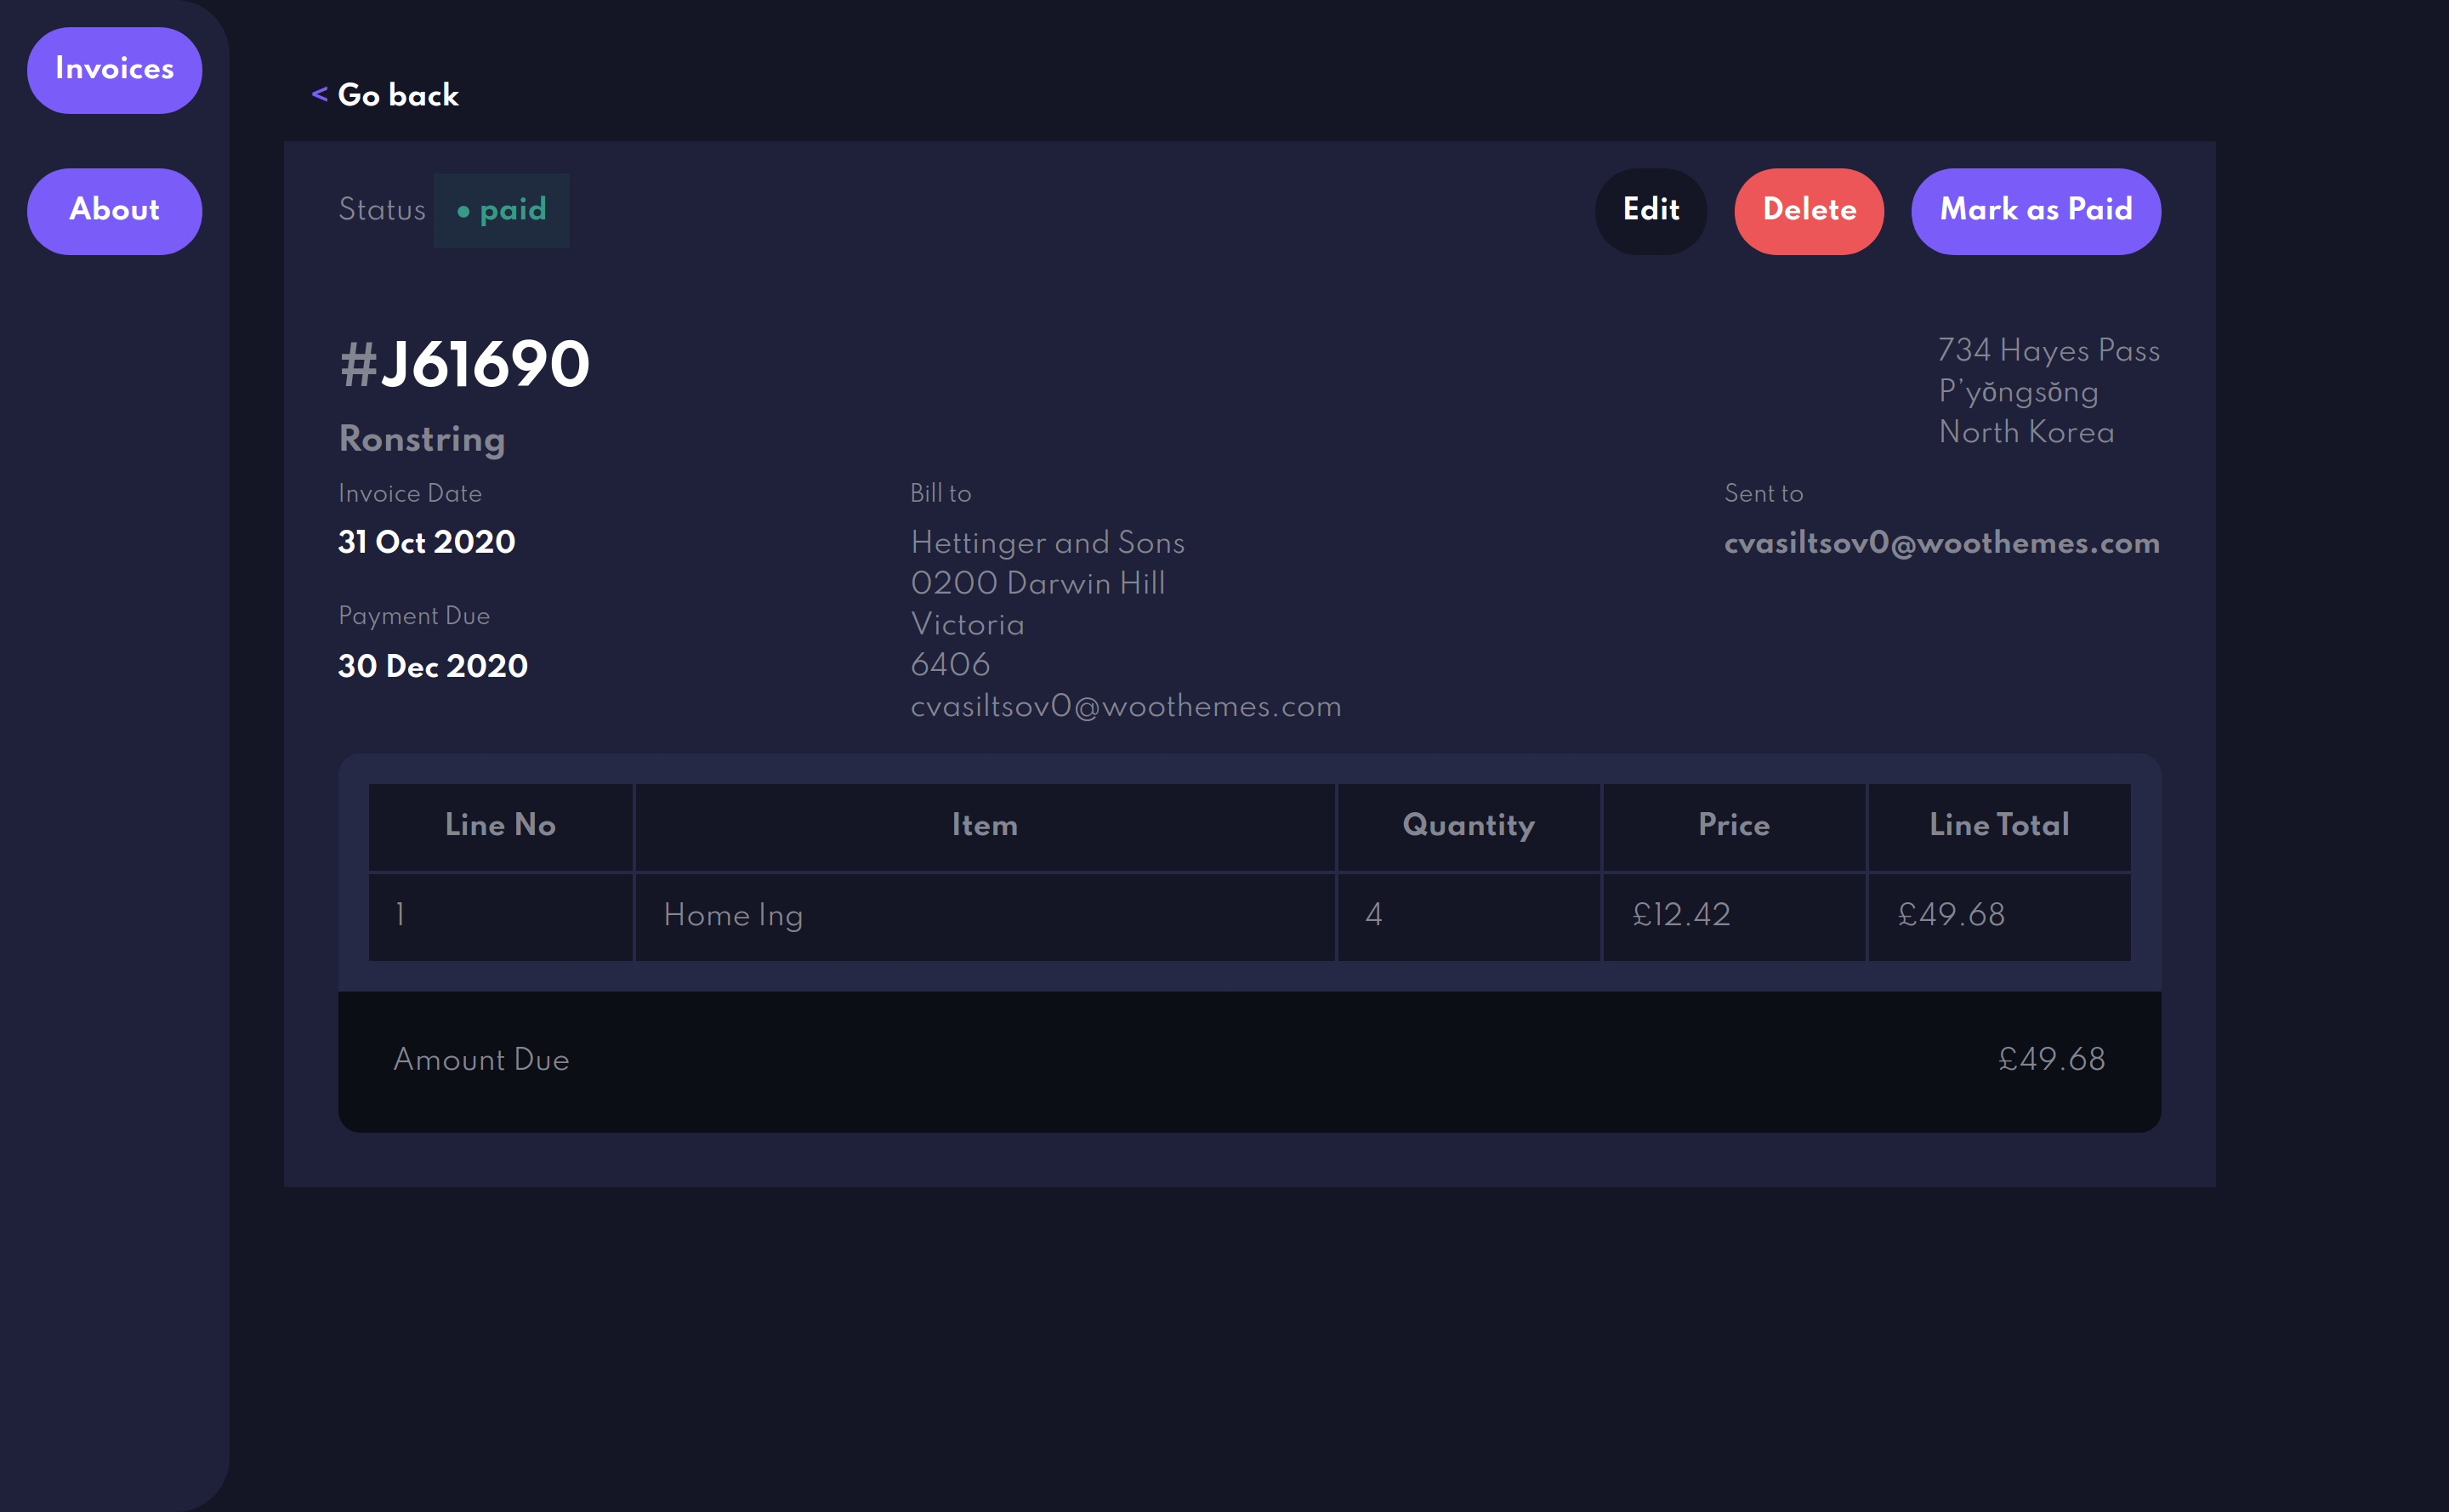 Invoices
About
< Go back
Status • paid
Edit
Delete
Mark as Paid
#J61690
Ronstring
734 Hayes Pass
P’yŏngsŏng
North Korea
Invoice Date
31 Oct 2020
Payment Due
30 Dec 2020
Bill to
Hettinger and Sons
0200 Darwin Hill
Victoria
6406
cvasiltsov0@woothemes.com
Sent to
cvasiltsov0@woothemes.com
Line No Item Quantity Price Line Total
1 Home Ing 4 £12.42 £49.68
Amount Due £49.68